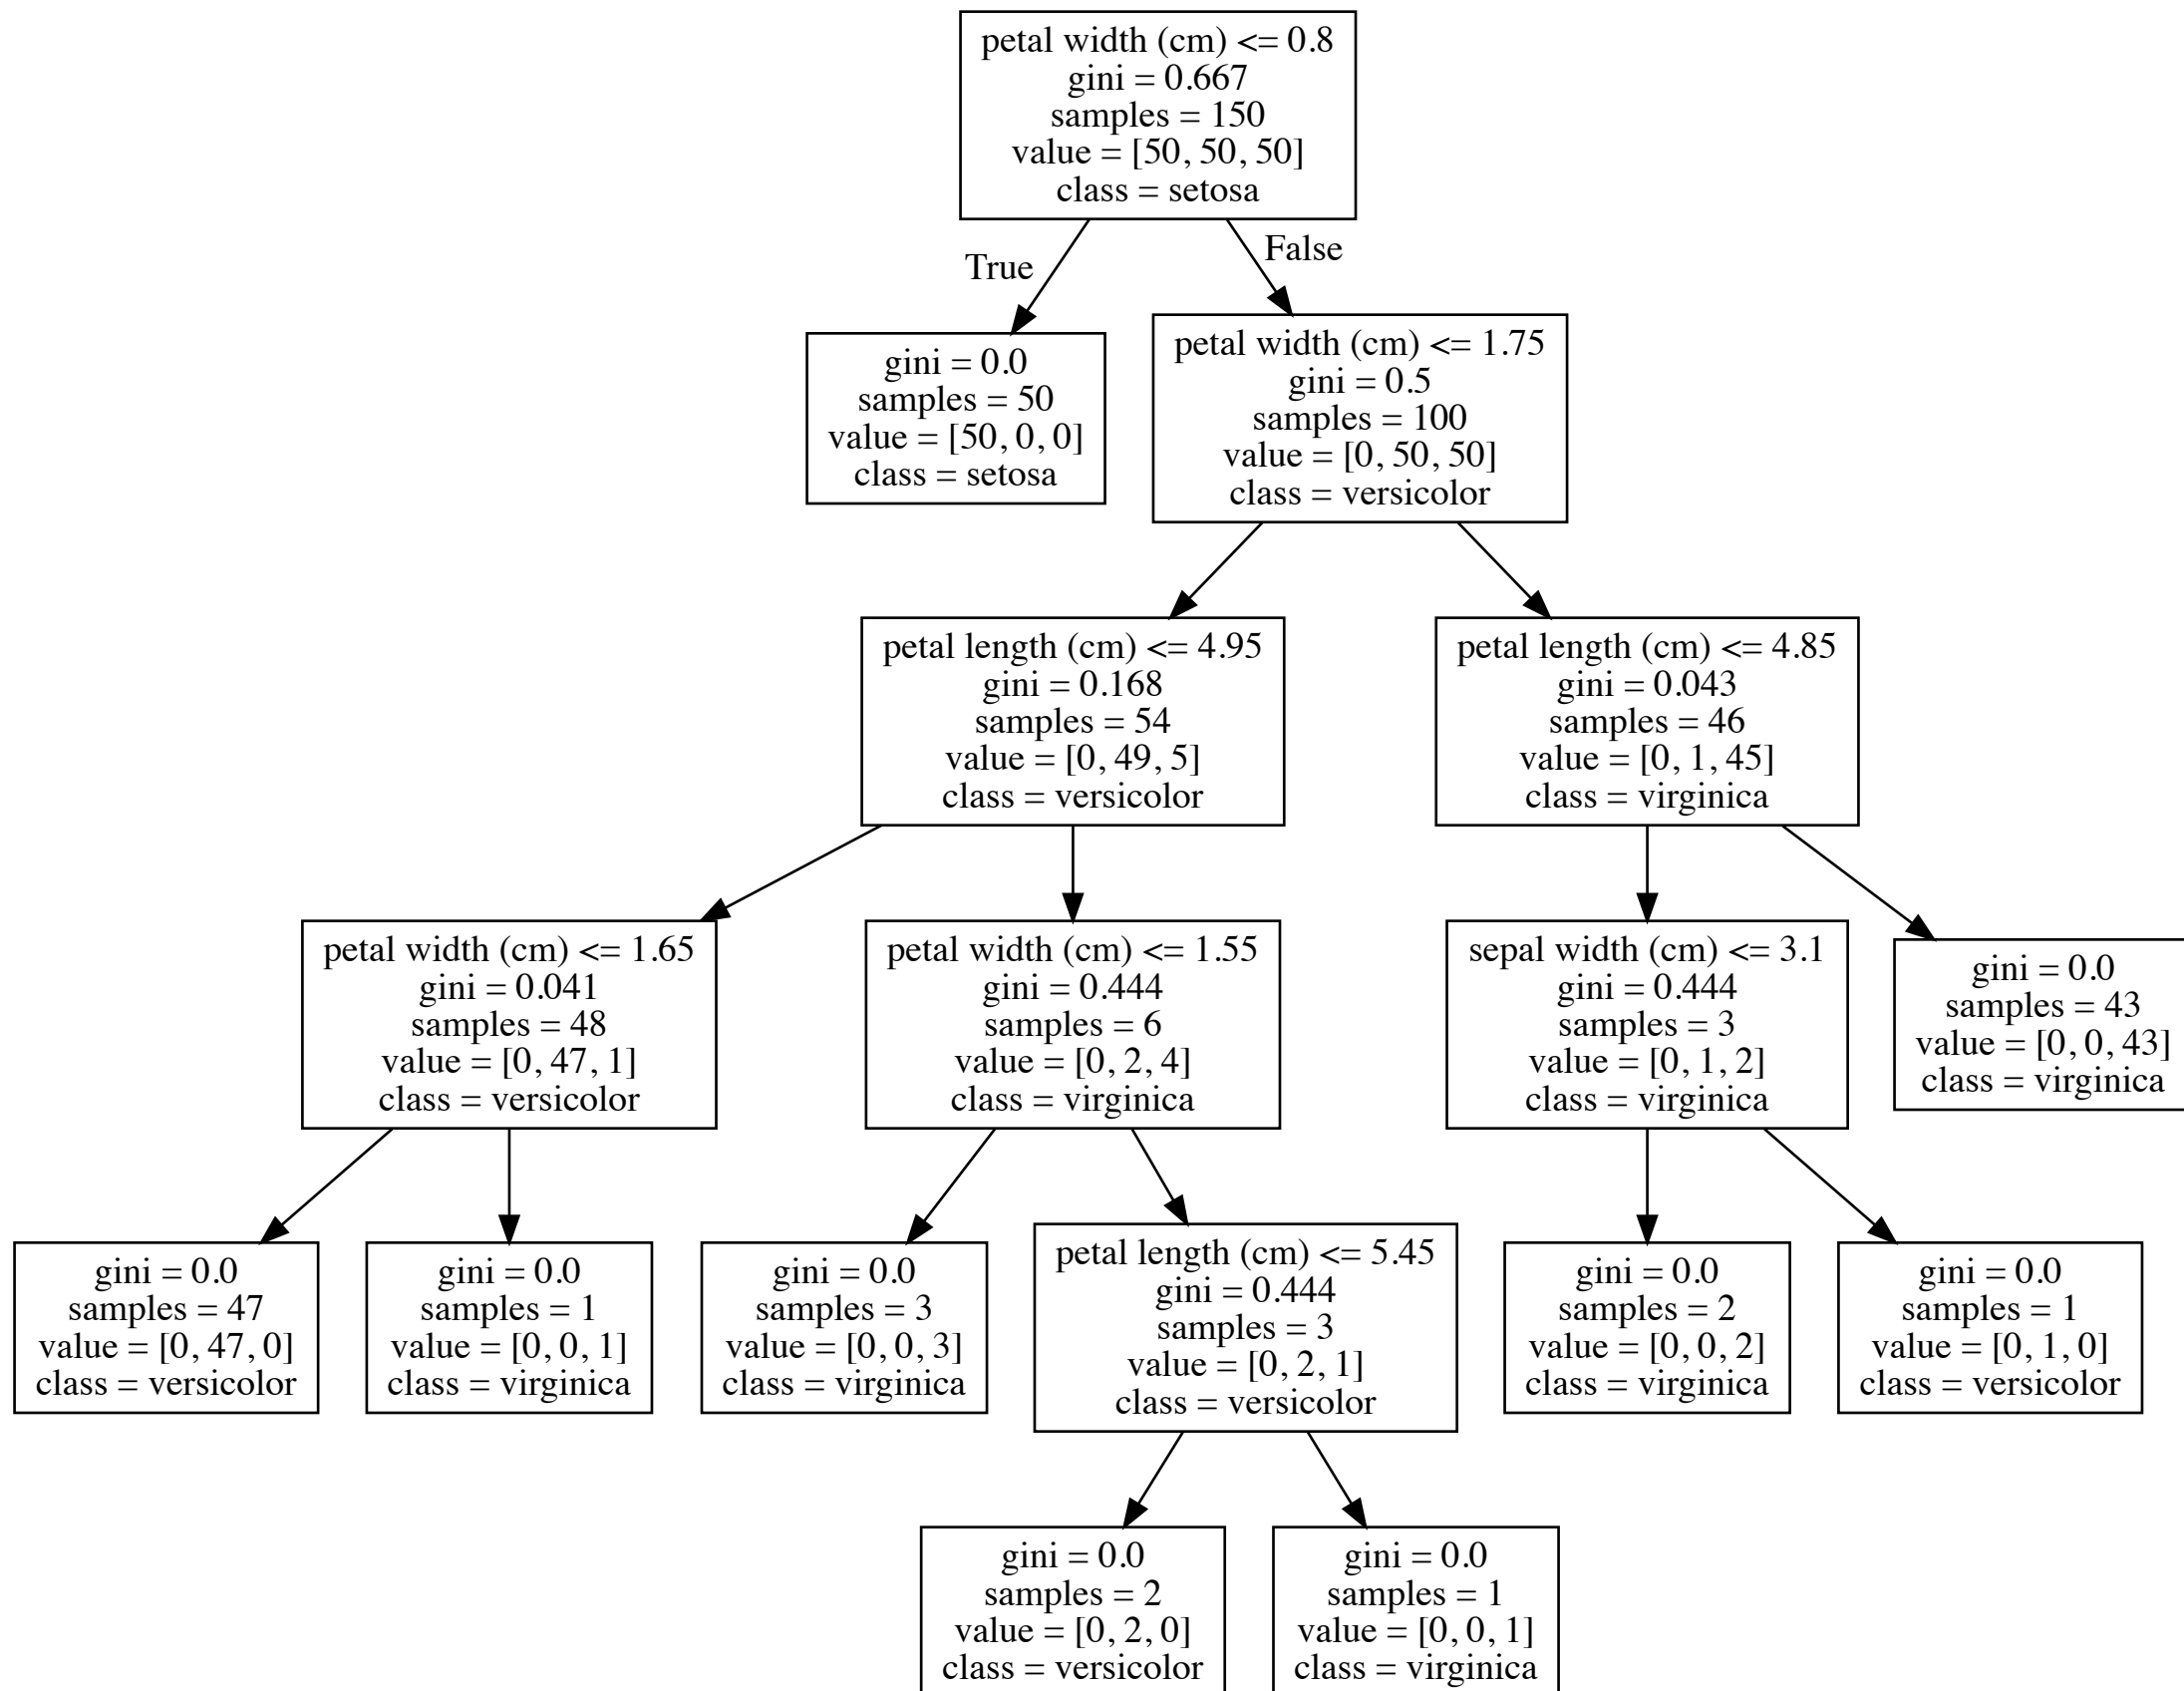 petal width (cm) <= 0.8
gini = 0.667
samples = 150
value = [50, 50, 50]
class = setosa
True
False
gini = 0.0
samples = 50
value = [50, 0, 0]
class = setosa
petal width (cm) <= 1.75
gini = 0.5
samples = 100
value = [0, 50, 50]
class = versicolor
petal length (cm) <= 4.95
gini = 0.168
samples = 54
value = [0, 49, 5]
class = versicolor
petal length (cm) <= 4.85
gini = 0.043
samples = 46
value = [0, 1, 45]
class = virginica
petal width (cm) <= 1.65
gini = 0.041
samples = 48
value = [0, 47, 1]
class = versicolor
petal width (cm) <= 1.55
gini = 0.444
samples = 6
value = [0, 2, 4]
class = virginica
sepal width (cm) <= 3.1
gini = 0.444
samples = 3
value = [0, 1, 2]
class = virginica
gini = 0.0
samples = 43
value = [0, 0, 43]
class = virginica
gini = 0.0
samples = 47
value = [0, 47, 0]
class = versicolor
gini = 0.0
samples = 1
value = [0, 0, 1]
class = virginica
gini = 0.0
samples = 3
value = [0, 0, 3]
class = virginica
petal length (cm) <= 5.45
gini = 0.444
samples = 3
value = [0, 2, 1]
class = versicolor
gini = 0.0
samples = 2
value = [0, 0, 2]
class = virginica
gini = 0.0
samples = 1
value = [0, 1, 0]
class = versicolor
gini = 0.0
samples = 2
value = [0, 2, 0]
class = versicolor
gini = 0.0
samples = 1
value = [0, 0, 1]
class = virginica